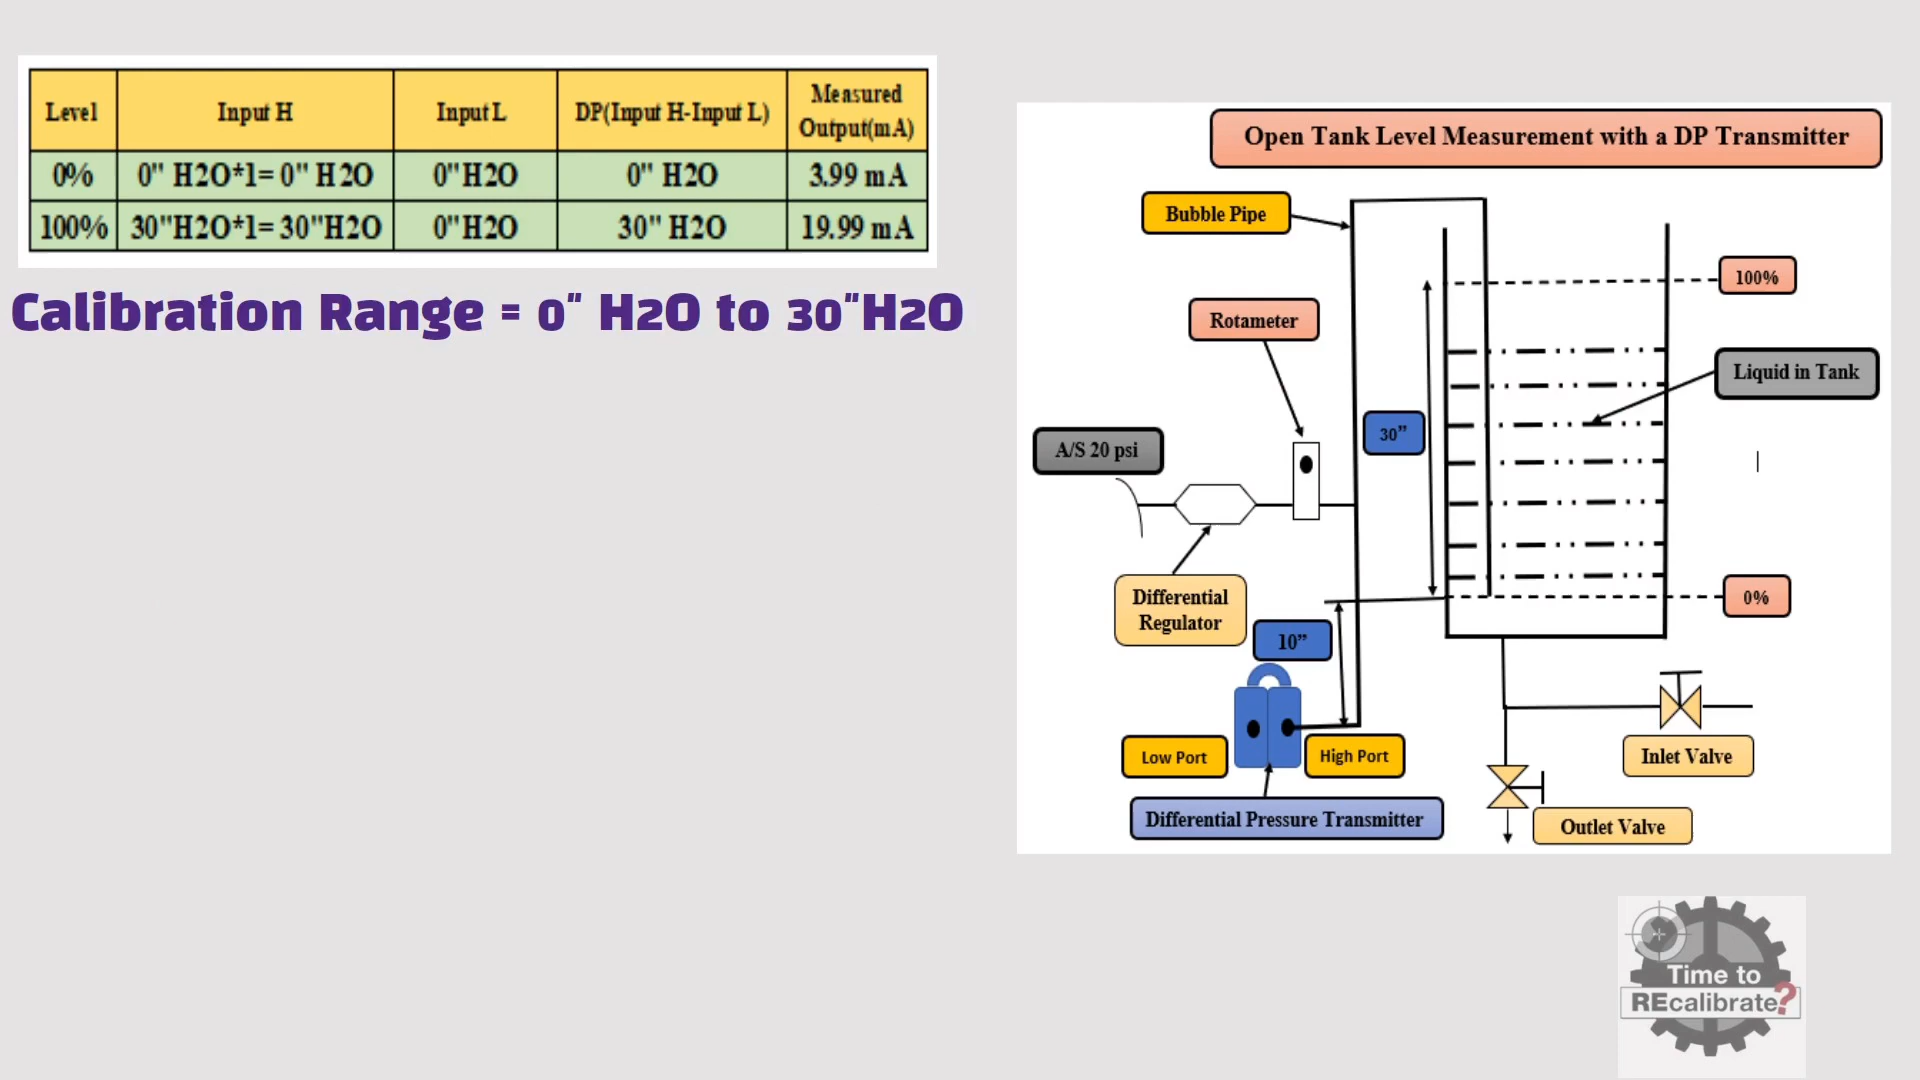 Level Input H Input L DP(Input H-Input L) Measured Output(mA)
0% 0" H2O*1= 0" H2O 0"H2O 0" H2O 3.99 mA
100% 30"H2O*1= 30"H2O 0"H2O 30" H2O 19.99 mA
Calibration Range = 0" H2O to 30"H2O
Open Tank Level Measurement with a DP Transmitter
Bubble Pipe
100%
Rotameter
Liquid in Tank
30”
A/S 20 psi
Differential
Regulator
0%
10”
Low Port
High Port
Inlet Valve
Differential Pressure Transmitter
Outlet Valve
Time to
REcalibrate?